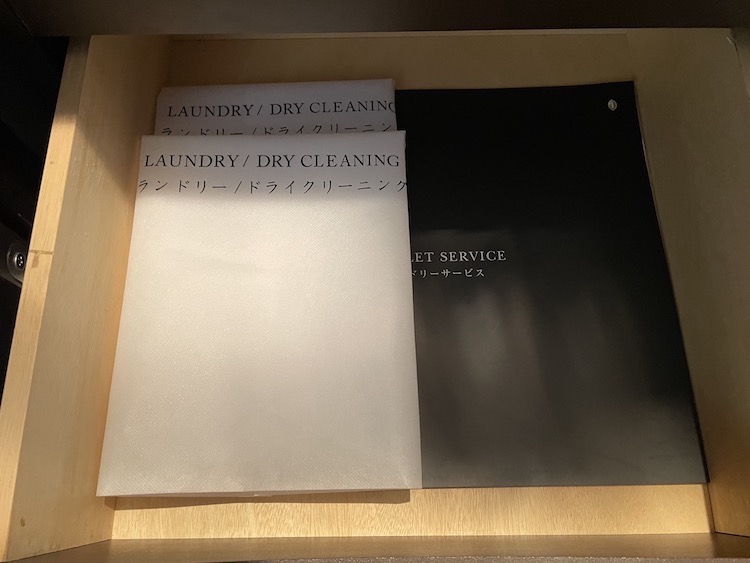 LAUNDRY / DRY CLEANING
ランドリー / ドライクリーニン
LAUNDRY / DRY CLEANING
ランドリー / ドライクリーニング
LET SERVICE
ドリーサービス